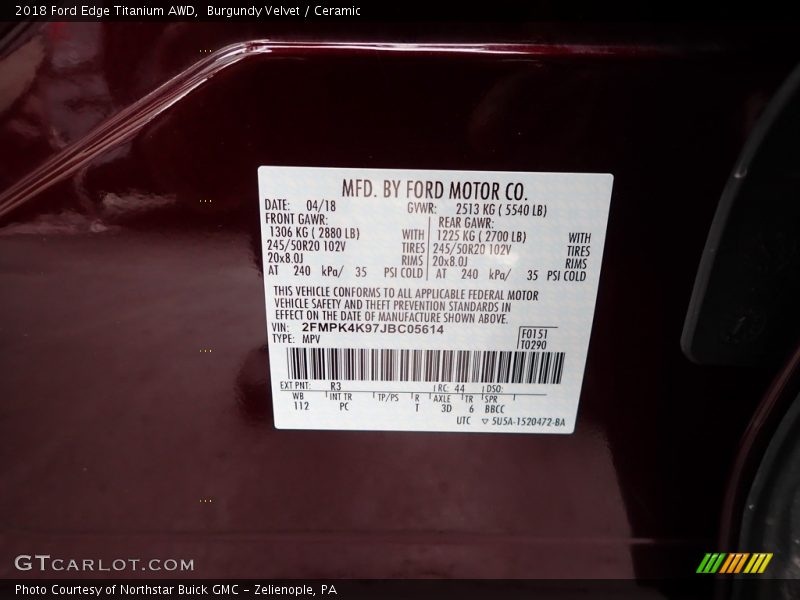 2018 Ford Edge Titanium AWD,  Burgundy Velvet / Ceramic
MFD. BY FORD MOTOR CO.
DATE: 04/18 GVWR: 2513 KG ( 5540 LB)
FRONT GAWR: REAR GAWR:
1306 KG ( 2880 LB) WITH 1225 KG ( 2700 LB) WITH
245/50R20 102V TIRES 245/50R20 102V TIRES
20x8.0J RIMS 20x8.0J RIMS
AT 240 kPa/ 35 PSI COLD AT 240 kPa/ 35 PSI COLD
THIS VEHICLE CONFORMS TO ALL APPLICABLE FEDERAL MOTOR
VEHICLE SAFETY AND THEFT PREVENTION STANDARDS IN
EFFECT ON THE DATE OF MANUFACTURE SHOWN ABOVE.
VIN: 2FMPK4K97JBC05614 F0151
TYPE: MPV T0290
EXT PNT: R3 RC: 44 DSO:
WB INT TR TP/PS R AXLE TR SPR
112 PC T 3D 6 BBCC
UTC ▽ 5U5A-1520472-BA
GTCARLOT.COM
Photo Courtesy of Northstar Buick GMC - Zelienople, PA